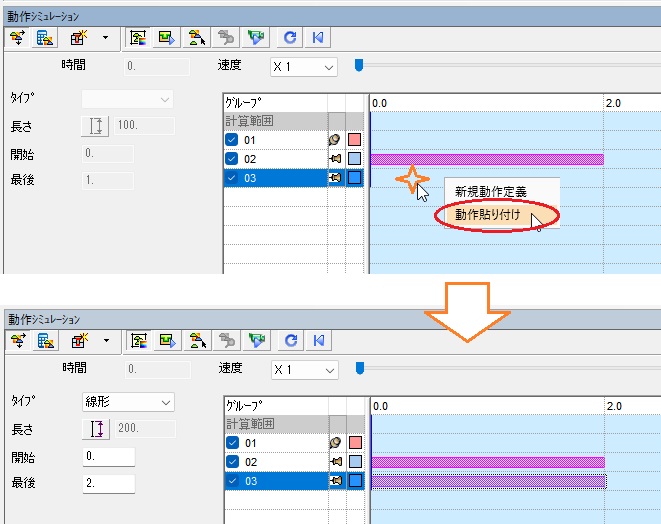 動作ｼﾐｭﾚｰｼｮﾝ
時間 0. 速度 X 1
ﾀｲﾌﾟ
長さ 100.
開始 0.
最後 1.
ｸﾞﾙｰﾌﾟ 0.0 2.0
計算範囲
01
02
03
新規動作定義
動作貼り付け
動作ｼﾐｭﾚｰｼｮﾝ
時間 0. 速度 X 1
ﾀｲﾌﾟ 線形
長さ 200.
開始 0.
最後 2.
ｸﾞﾙｰﾌﾟ 0.0 2.0
計算範囲
01
02
03